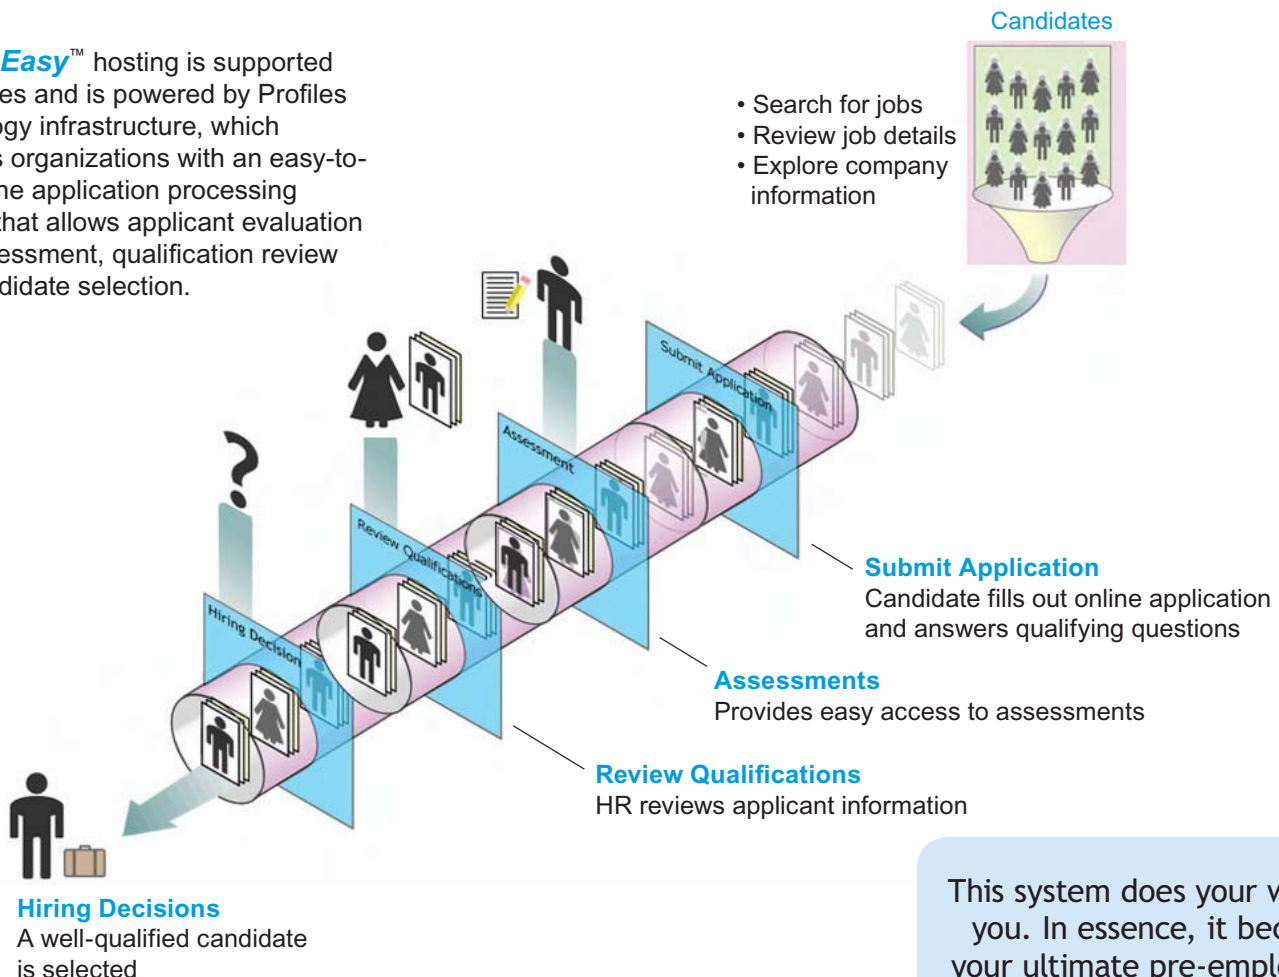 Candidates
Easy™ hosting is supported
es and is powered by Profiles
ogy infrastructure, which
s organizations with an easy-to-
ne application processing
that allows applicant evaluation
essment, qualification review
didate selection.
• Search for jobs
• Review job details
• Explore company
information
Submit Application
Assessment
Review Qualifications
Hiring Decision
?
Submit Application
Candidate fills out online application
and answers qualifying questions
Assessments
Provides easy access to assessments
Review Qualifications
HR reviews applicant information
Hiring Decisions
A well-qualified candidate
is selected
This system does your
you. In essence, it bec
your ultimate pre-emplo